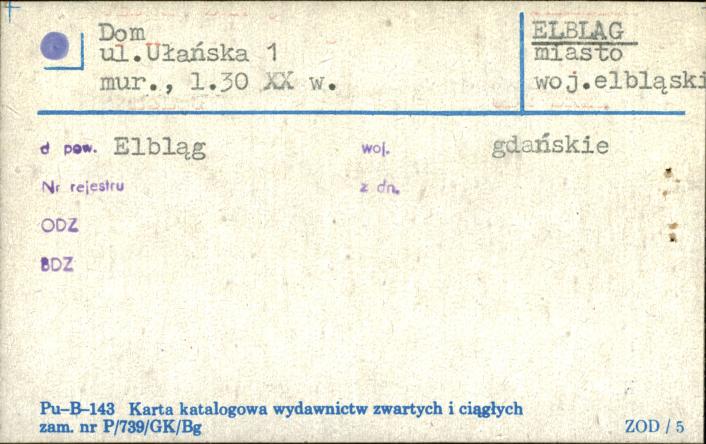 Dom
ul.Ułańska 1
mur., 1.30 XX w.
ELBLĄG
miasto
woj.elbląski
d pow. Elbląg woj. gdańskie
Nr rejestru z dn.
ODZ
BDZ
Pu–B–143 Karta katalogowa wydawnictw zwartych i ciągłych
zam. nr P/739/GK/Bg
ZOD / 5